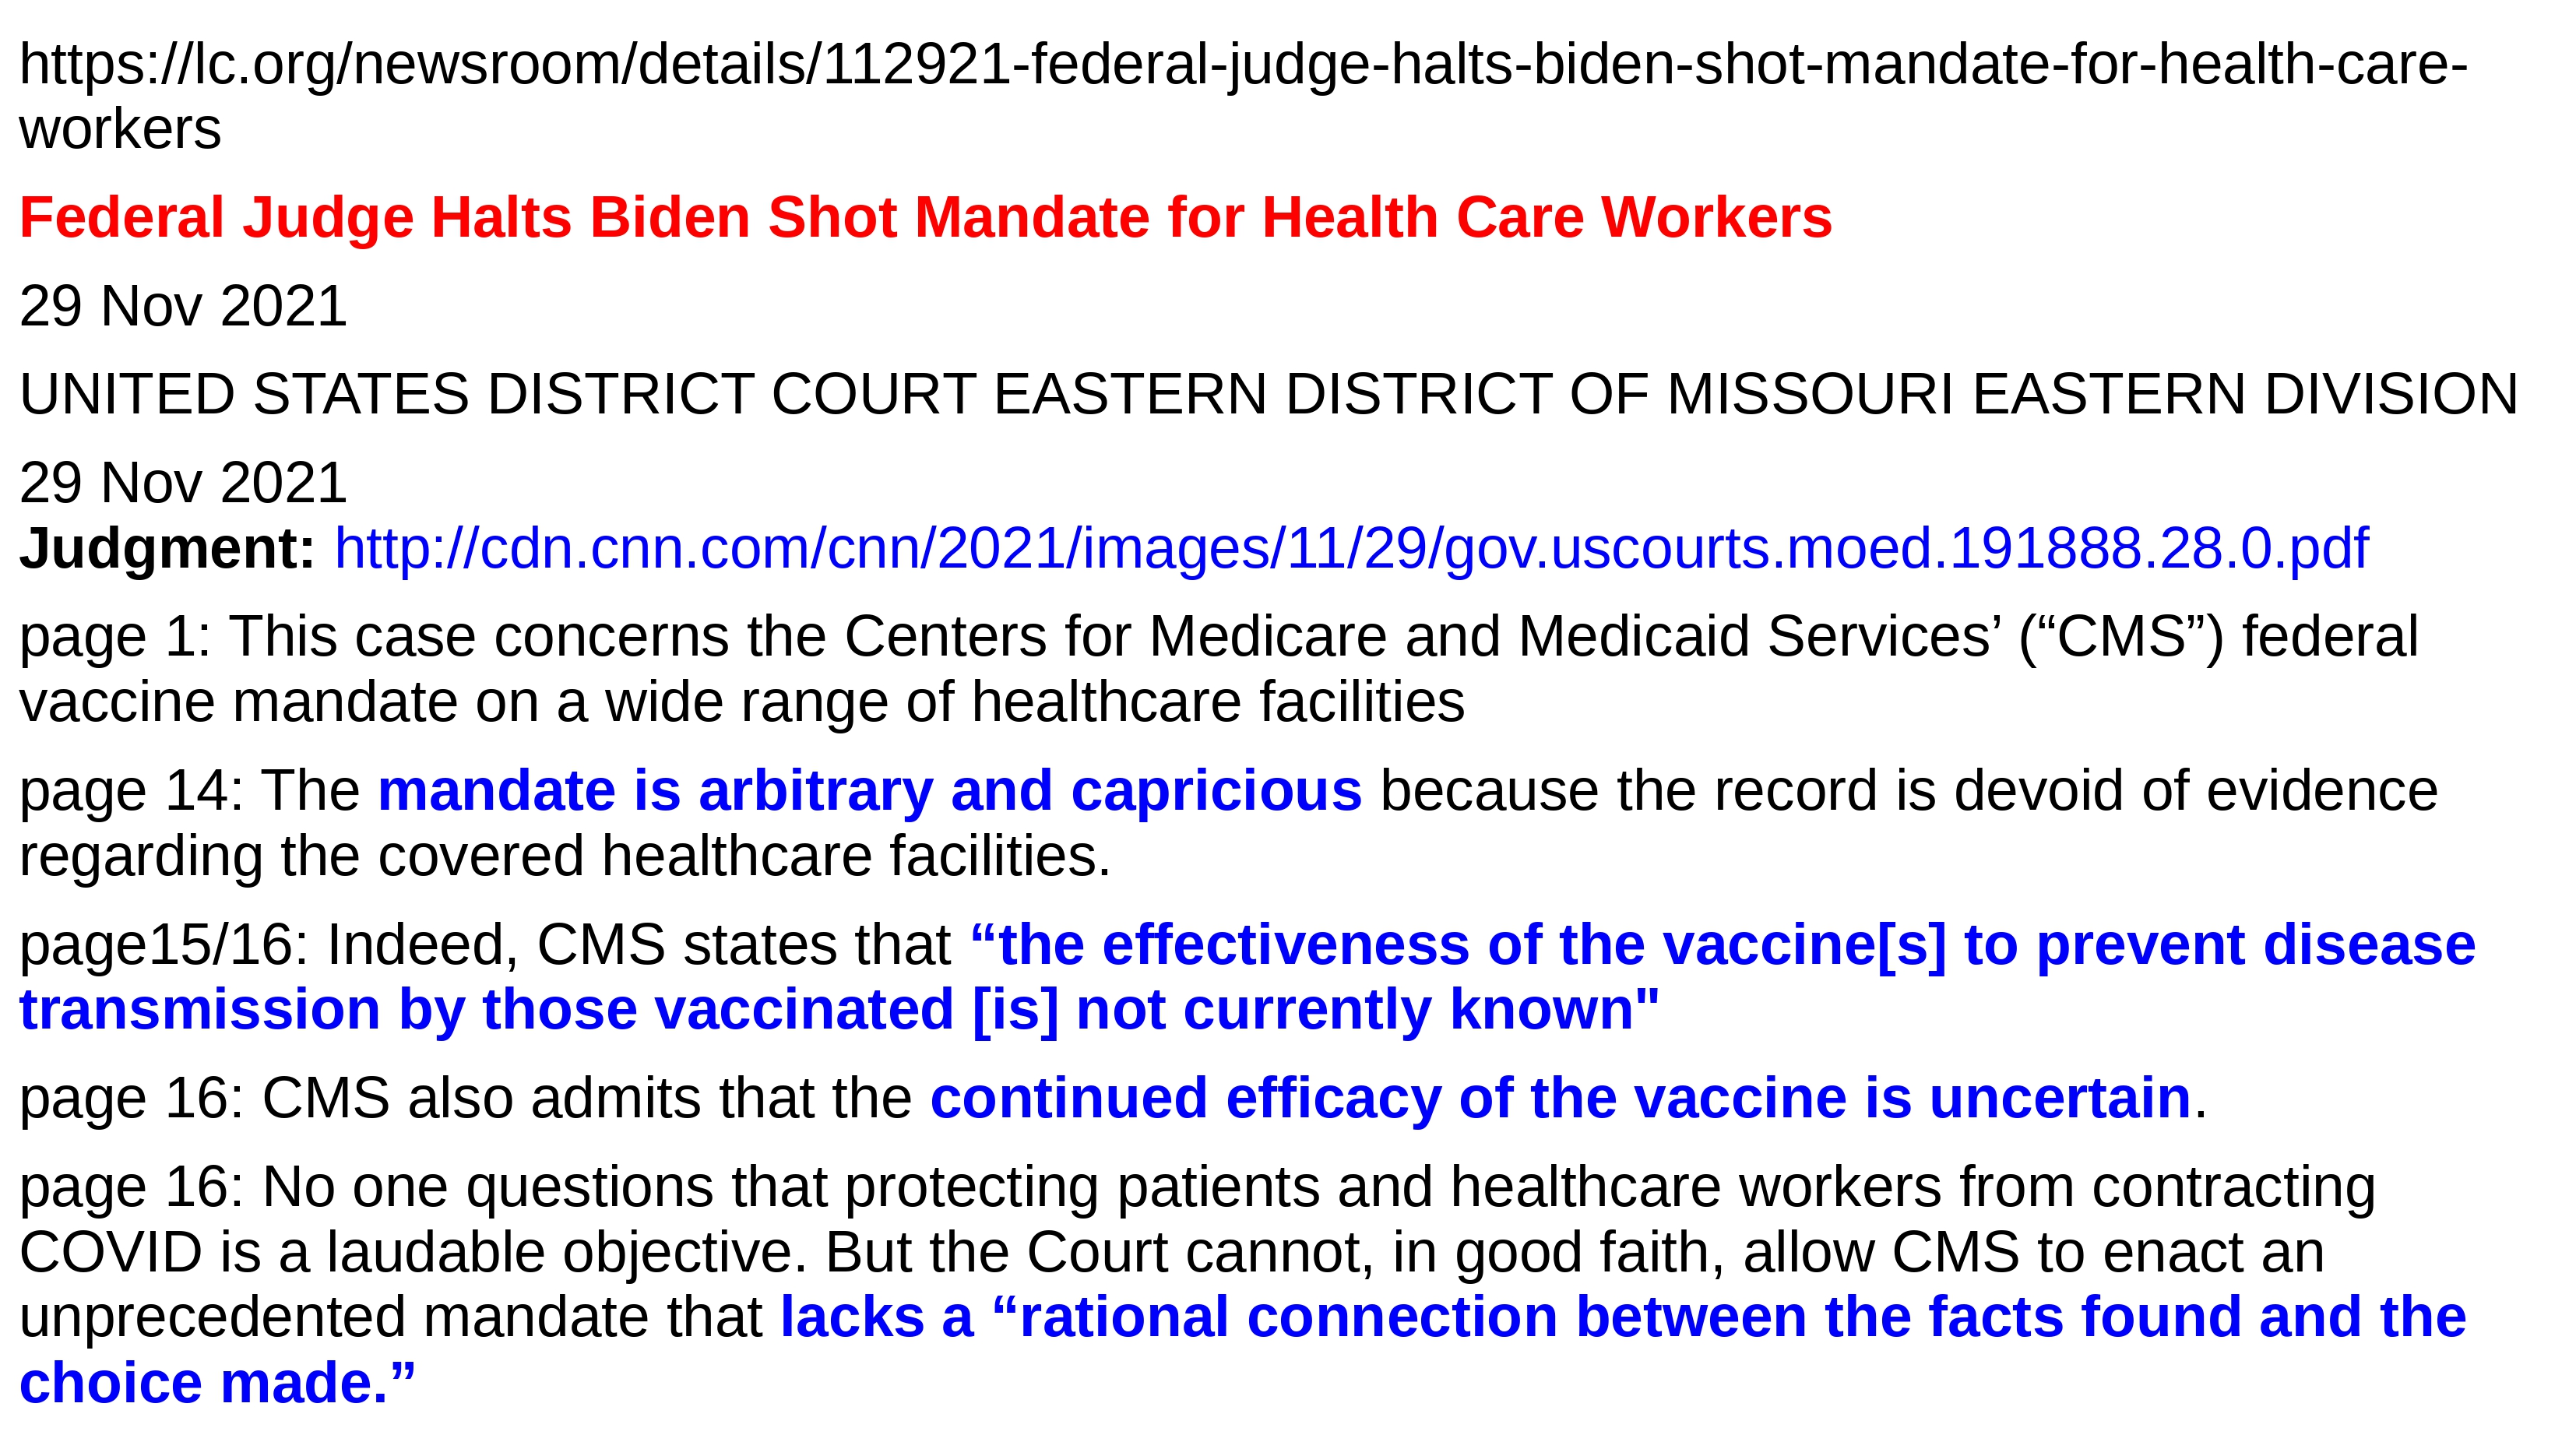 https://lc.org/newsroom/details/112921-federal-judge-halts-biden-shot-mandate-for-health-care-
workers
Federal Judge Halts Biden Shot Mandate for Health Care Workers
29 Nov 2021
UNITED STATES DISTRICT COURT EASTERN DISTRICT OF MISSOURI EASTERN DIVISION
29 Nov 2021
Judgment: http://cdn.cnn.com/cnn/2021/images/11/29/gov.uscourts.moed.191888.28.0.pdf
page 1: This case concerns the Centers for Medicare and Medicaid Services’ (“CMS”) federal
vaccine mandate on a wide range of healthcare facilities
page 14: The mandate is arbitrary and capricious because the record is devoid of evidence
regarding the covered healthcare facilities.
page15/16: Indeed, CMS states that “the effectiveness of the vaccine[s] to prevent disease
transmission by those vaccinated [is] not currently known"
page 16: CMS also admits that the continued efficacy of the vaccine is uncertain.
page 16: No one questions that protecting patients and healthcare workers from contracting
COVID is a laudable objective. But the Court cannot, in good faith, allow CMS to enact an
unprecedented mandate that lacks a “rational connection between the facts found and the
choice made.”